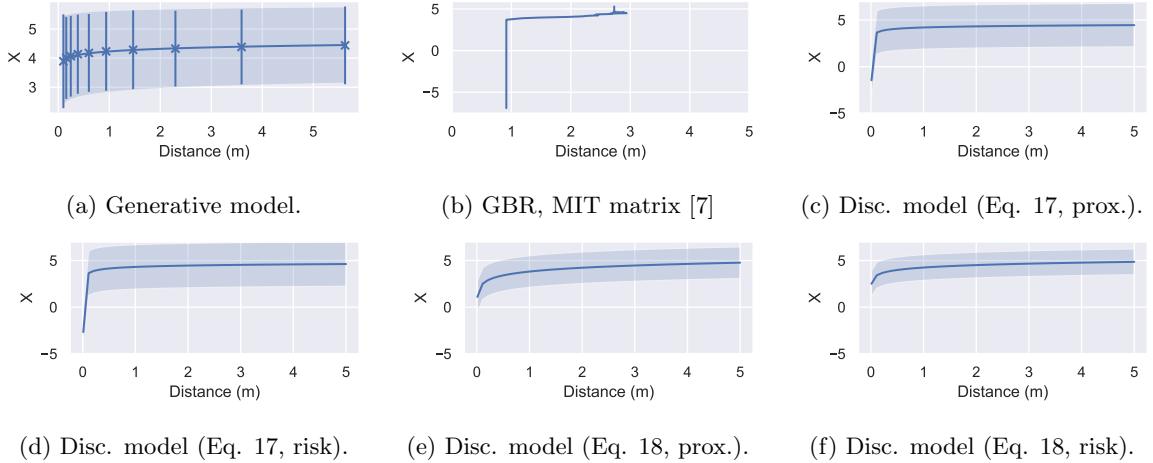 5
4
3
X
0 1 2 3 4 5
Distance (m)
5
0
−5
X
0 1 2 3 4 5
Distance (m)
5
0
−5
X
0 1 2 3 4 5
Distance (m)
(a) Generative model.
(b) GBR, MIT matrix [7]
(c) Disc. model (Eq. 17, prox.).
5
0
−5
X
0 1 2 3 4 5
Distance (m)
5
0
−5
X
0 1 2 3 4 5
Distance (m)
5
0
−5
X
0 1 2 3 4 5
Distance (m)
(d) Disc. model (Eq. 17, risk).
(e) Disc. model (Eq. 18, prox.).
(f) Disc. model (Eq. 18, risk).